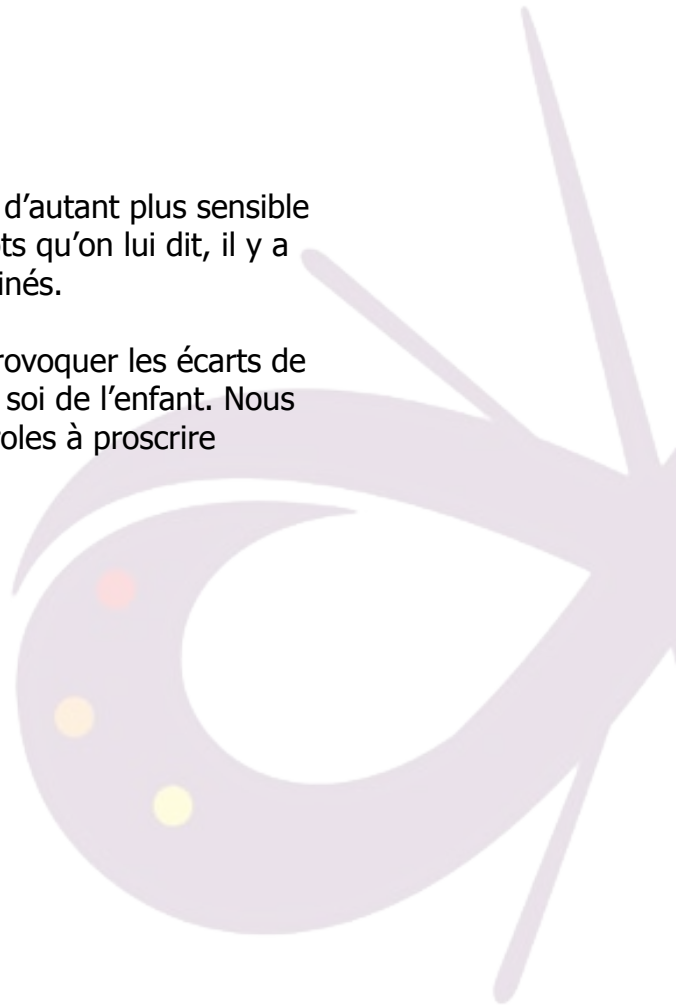 d’autant plus sensible
ts qu’on lui dit, il y a
inés.
rovoquer les écarts de
soi de l’enfant. Nous
oles à proscrire